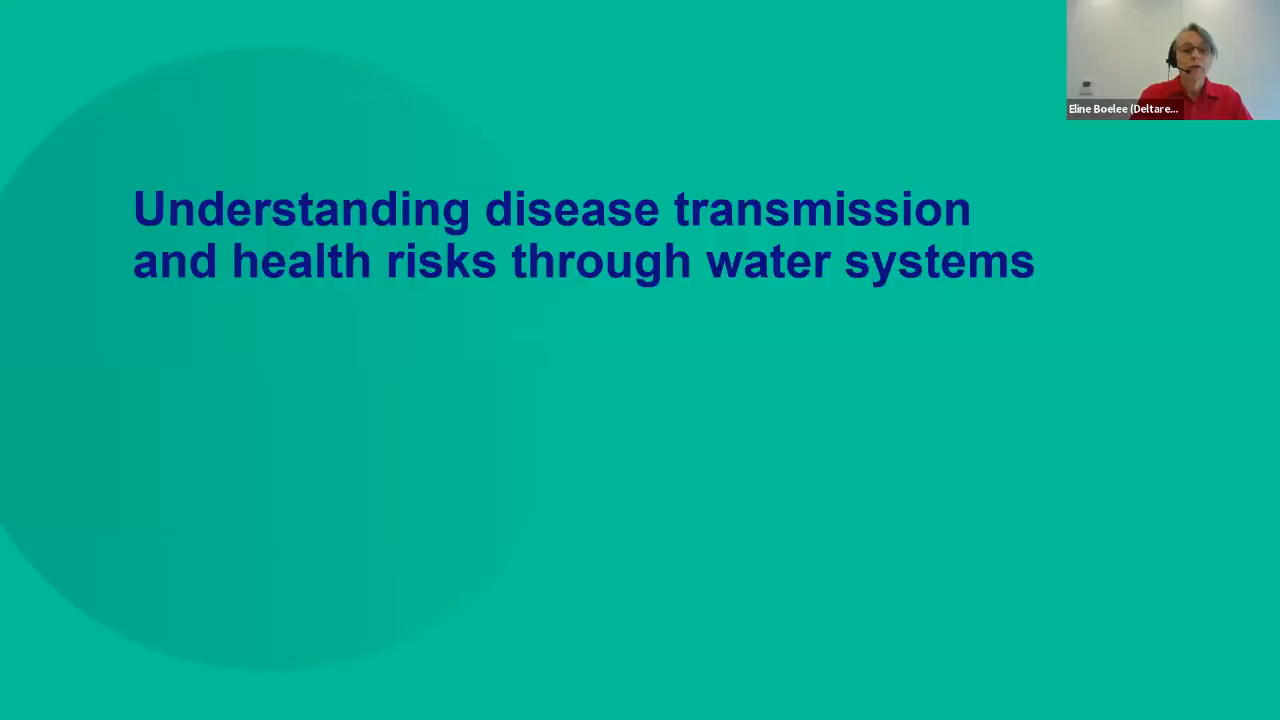 Eline Boelee (Deltare...
Understanding disease transmission
and health risks through water systems